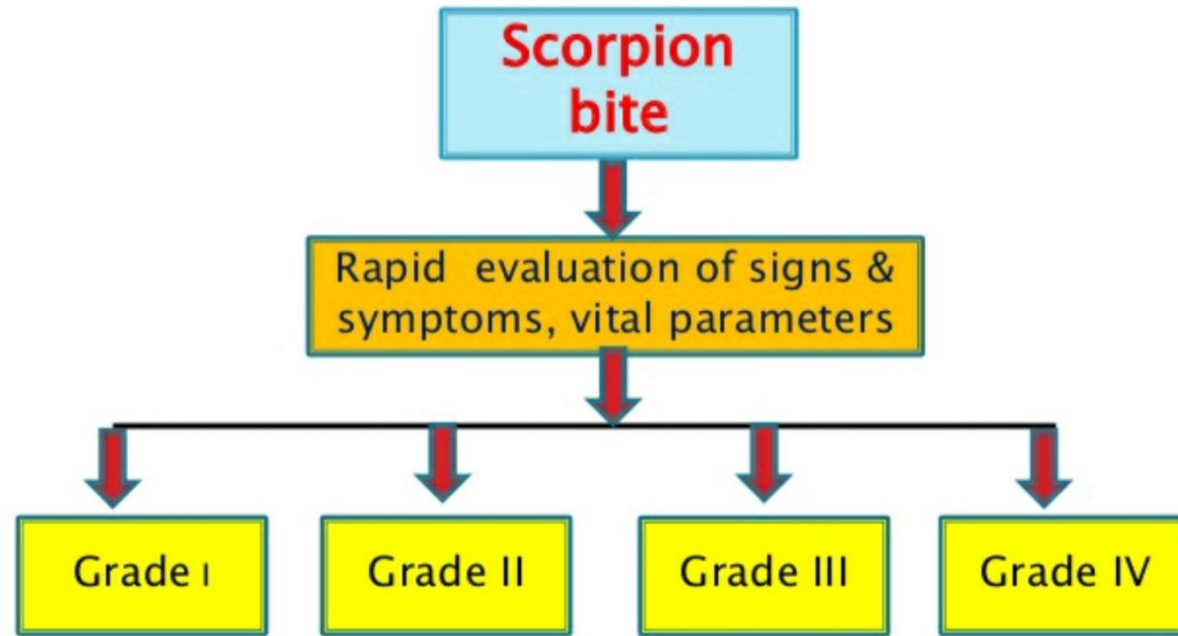 Scorpion
bite
Rapid evaluation of signs &
symptoms, vital parameters
Grade I
Grade II
Grade III
Grade IV